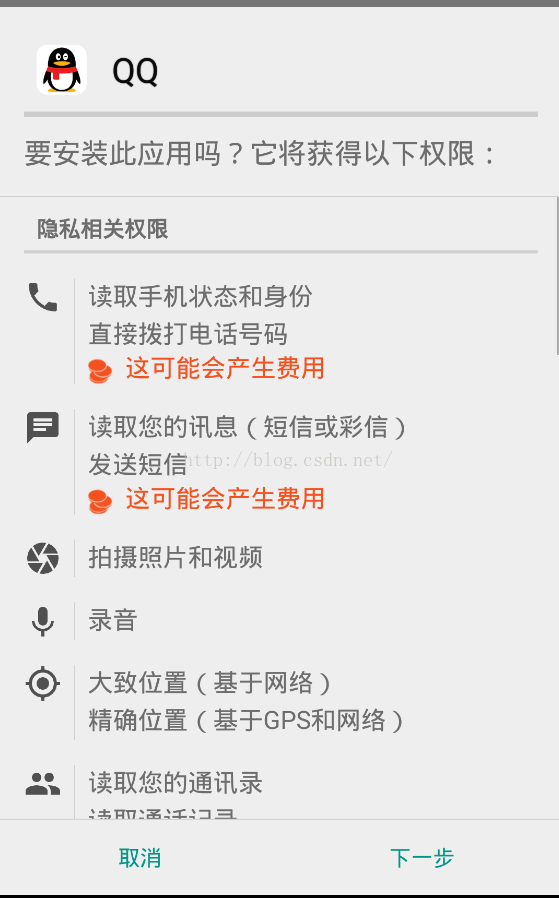 QQ
要安装此应用吗？它将获得以下权限：
隐私相关权限
读取手机状态和身份
直接拨打电话号码
这可能会产生费用
读取您的讯息（短信或彩信）
发送短信
http://blog.csdn.net/
这可能会产生费用
拍摄照片和视频
录音
大致位置（基于网络）
精确位置（基于GPS和网络）
读取您的通讯录
读取通话记录
取消
下一步